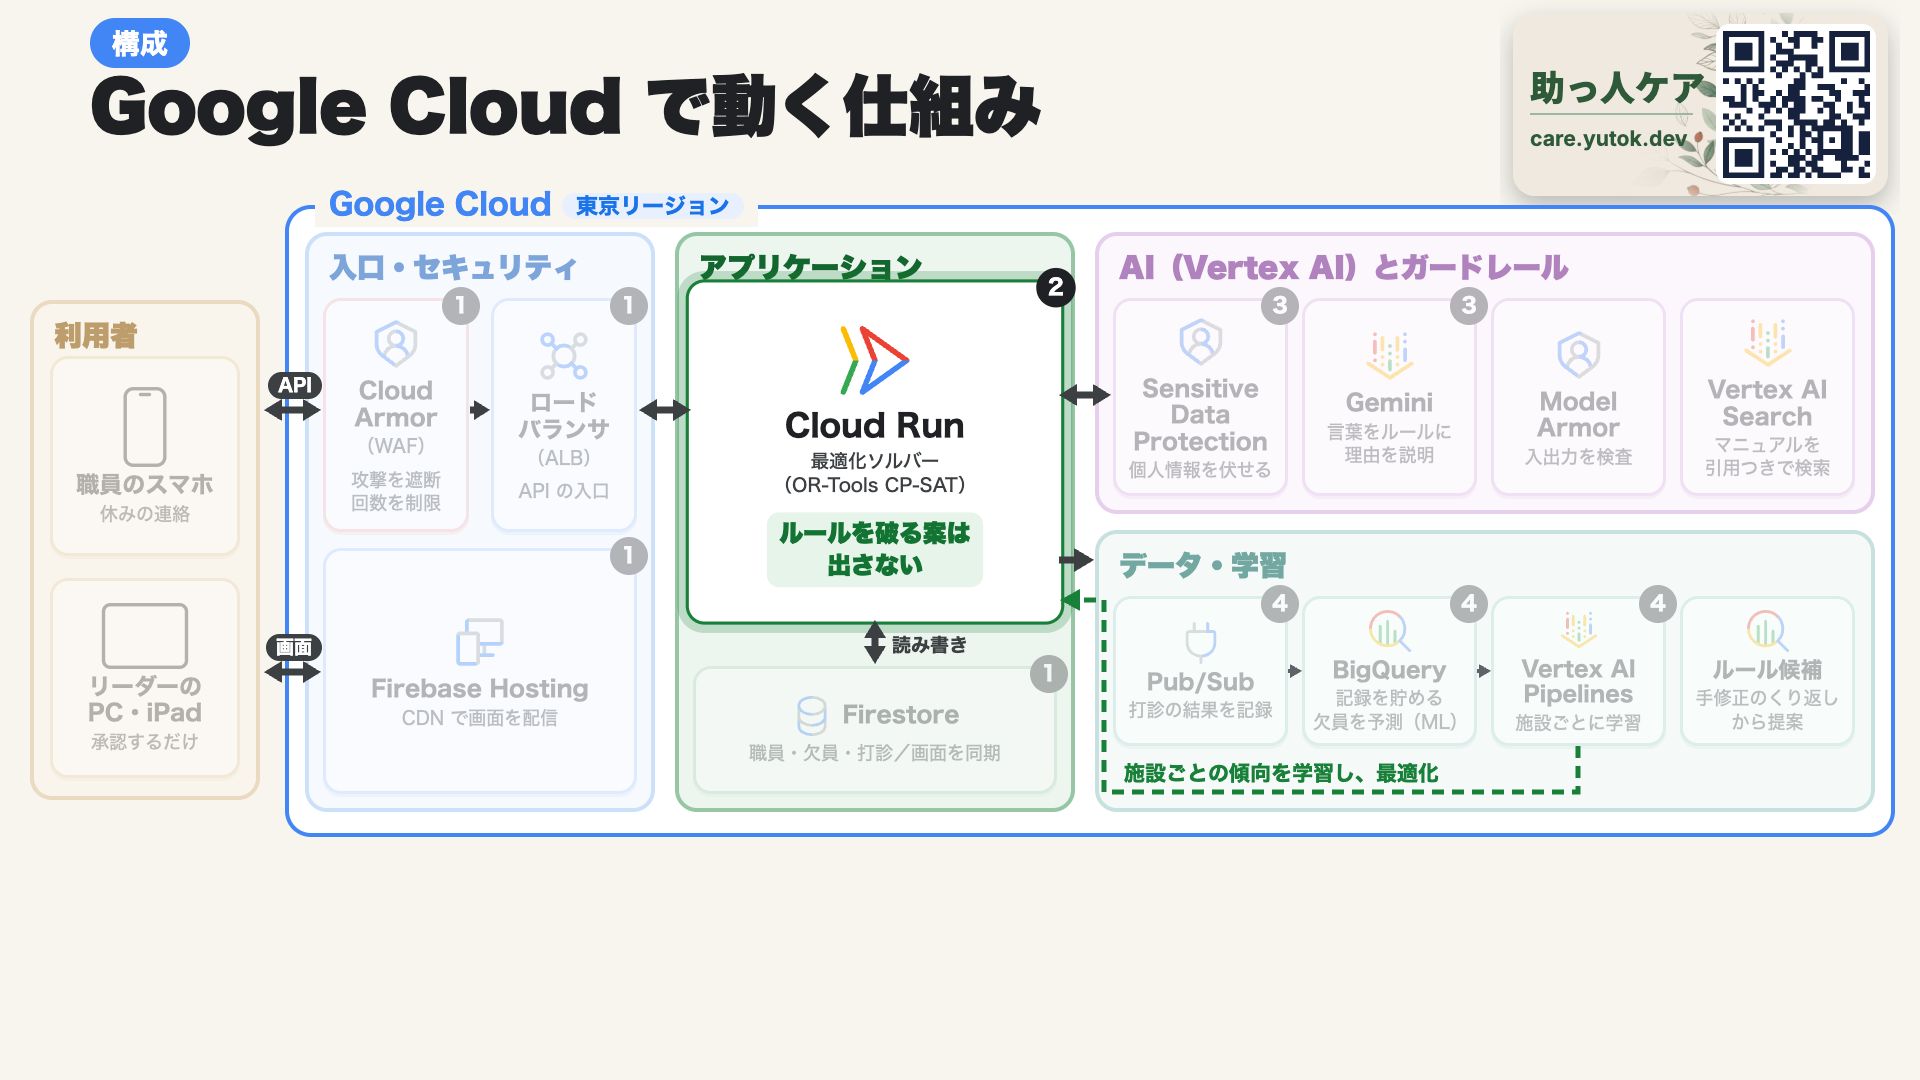 構成
Google Cloud で動く仕組み
助っ人ケア
care.yutok.dev
Google Cloud 東京リージョン
利用者
職員のスマホ
休みの連絡
リーダーの
PC・iPad
承認するだけ
API
画面
入口・セキュリティ
1
Cloud
Armor
（WAF）
攻撃を遮断
回数を制限
1
ロード
バランサ
（ALB）
API の入口
1
Firebase Hosting
CDN で画面を配信
アプリケーション
2
Cloud Run
最適化ソルバー
（OR-Tools CP-SAT）
ルールを破る案は
出さない
読み書き
1
Firestore
職員・欠員・打診／画面を同期
AI（Vertex AI）とガードレール
3
Sensitive
Data
Protection
個人情報を伏せる
3
Gemini
言葉をルールに
理由を説明
Model
Armor
入出力を検査
Vertex AI
Search
マニュアルを
引用つきで検索
データ・学習
4
Pub/Sub
打診の結果を記録
4
BigQuery
記録を貯める
欠員を予測（ML）
4
Vertex AI
Pipelines
施設ごとに学習
ルール候補
手修正のくり返し
から提案
施設ごとの傾向を学習し、最適化